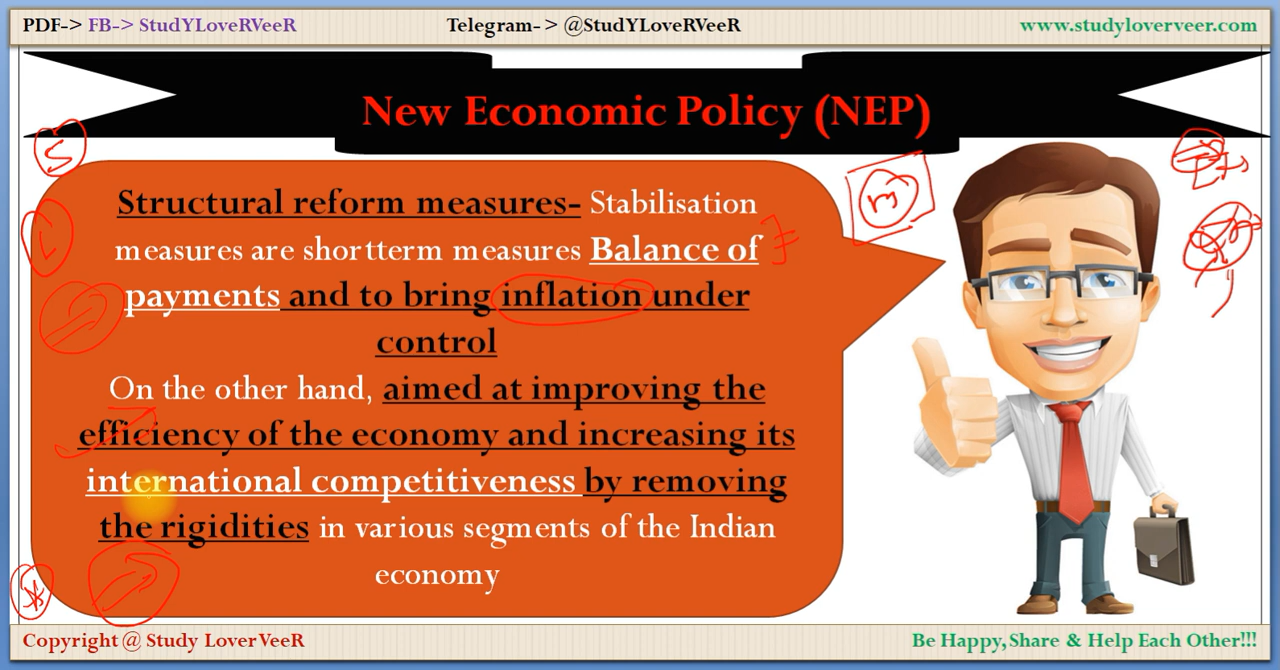 PDF-> FB-> StudYLoveRVeeR Telegram- > @StudYLoveRVeeR www.studyloverveer.com
New Economic Policy (NEP)
Structural reform measures- Stabilisation
measures are shortterm measures Balance of
payments and to bring inflation under
control
On the other hand, aimed at improving the
efficiency of the economy and increasing its
international competitiveness by removing
the rigidities in various segments of the Indian
economy
Copyright @ Study LoverVeeR Be Happy,Share & Help Each Other!!!